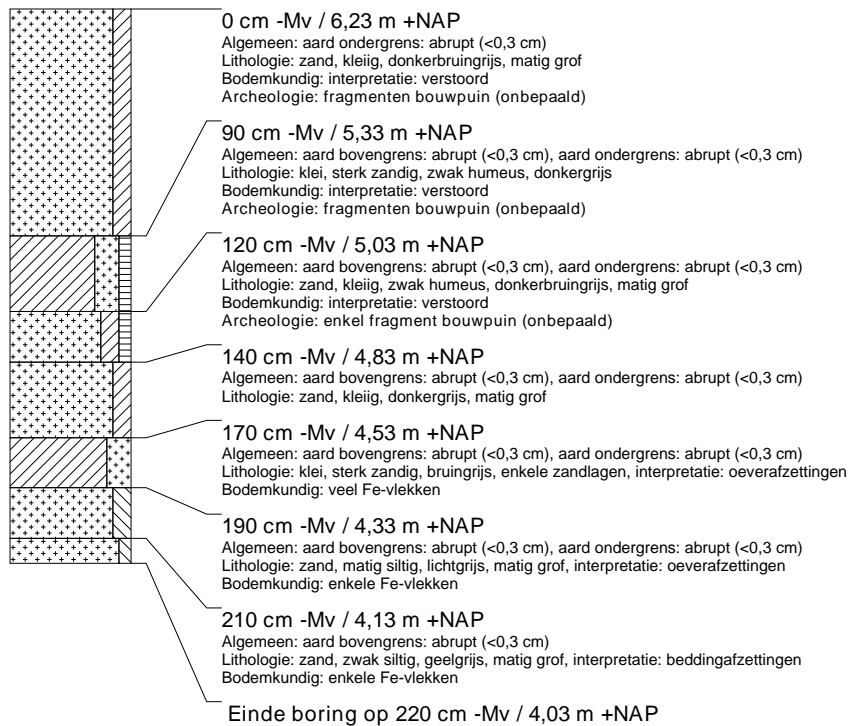 0 cm -Mv / 6,23 m +NAP
Algemeen: aard ondergrens: abrupt (<0,3 cm)
Lithologie: zand, kleiig, donkerbruingrijs, matig grof
Bodemkundig: interpretatie: verstoord
Archeologie: fragmenten bouwpuin (onbepaald)
90 cm -Mv / 5,33 m +NAP
Algemeen: aard bovengrens: abrupt (<0,3 cm), aard ondergrens: abrupt (<0,3 cm)
Lithologie: klei, sterk zandig, zwak humeus, donkergrijs
Bodemkundig: interpretatie: verstoord
Archeologie: fragmenten bouwpuin (onbepaald)
120 cm -Mv / 5,03 m +NAP
Algemeen: aard bovengrens: abrupt (<0,3 cm), aard ondergrens: abrupt (<0,3 cm)
Lithologie: zand, kleiig, zwak humeus, donkerbruingrijs, matig grof
Bodemkundig: interpretatie: verstoord
Archeologie: enkel fragment bouwpuin (onbepaald)
140 cm -Mv / 4,83 m +NAP
Algemeen: aard bovengrens: abrupt (<0,3 cm), aard ondergrens: abrupt (<0,3 cm)
Lithologie: zand, kleiig, donkergrijs, matig grof
170 cm -Mv / 4,53 m +NAP
Algemeen: aard bovengrens: abrupt (<0,3 cm), aard ondergrens: abrupt (<0,3 cm)
Lithologie: klei, sterk zandig, bruingrijs, enkele zandlagen, interpretatie: oeverafzettingen
Bodemkundig: veel Fe-vlekken
190 cm -Mv / 4,33 m +NAP
Algemeen: aard bovengrens: abrupt (<0,3 cm), aard ondergrens: abrupt (<0,3 cm)
Lithologie: zand, matig siltig, lichtgrijs, matig grof, interpretatie: oeverafzettingen
Bodemkundig: enkele Fe-vlekken
210 cm -Mv / 4,13 m +NAP
Algemeen: aard bovengrens: abrupt (<0,3 cm)
Lithologie: zand, zwak siltig, geelgrijs, matig grof, interpretatie: beddingafzettingen
Bodemkundig: enkele Fe-vlekken
Einde boring op 220 cm -Mv / 4,03 m +NAP